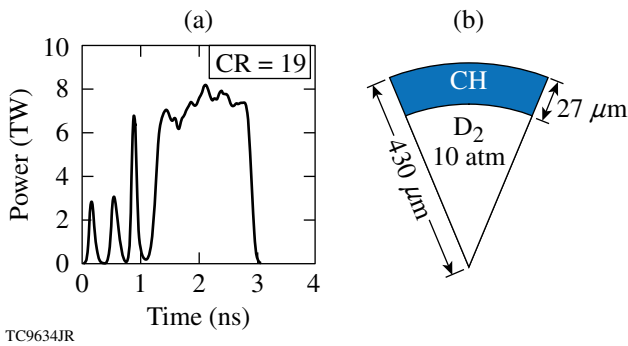 (a)
10
8
6
4
2
0
Power (TW)
CR = 19
0 1 2 3 4
Time (ns)
(b)
CH
D2
10 atm
27 μm
430 μm
TC9634JR